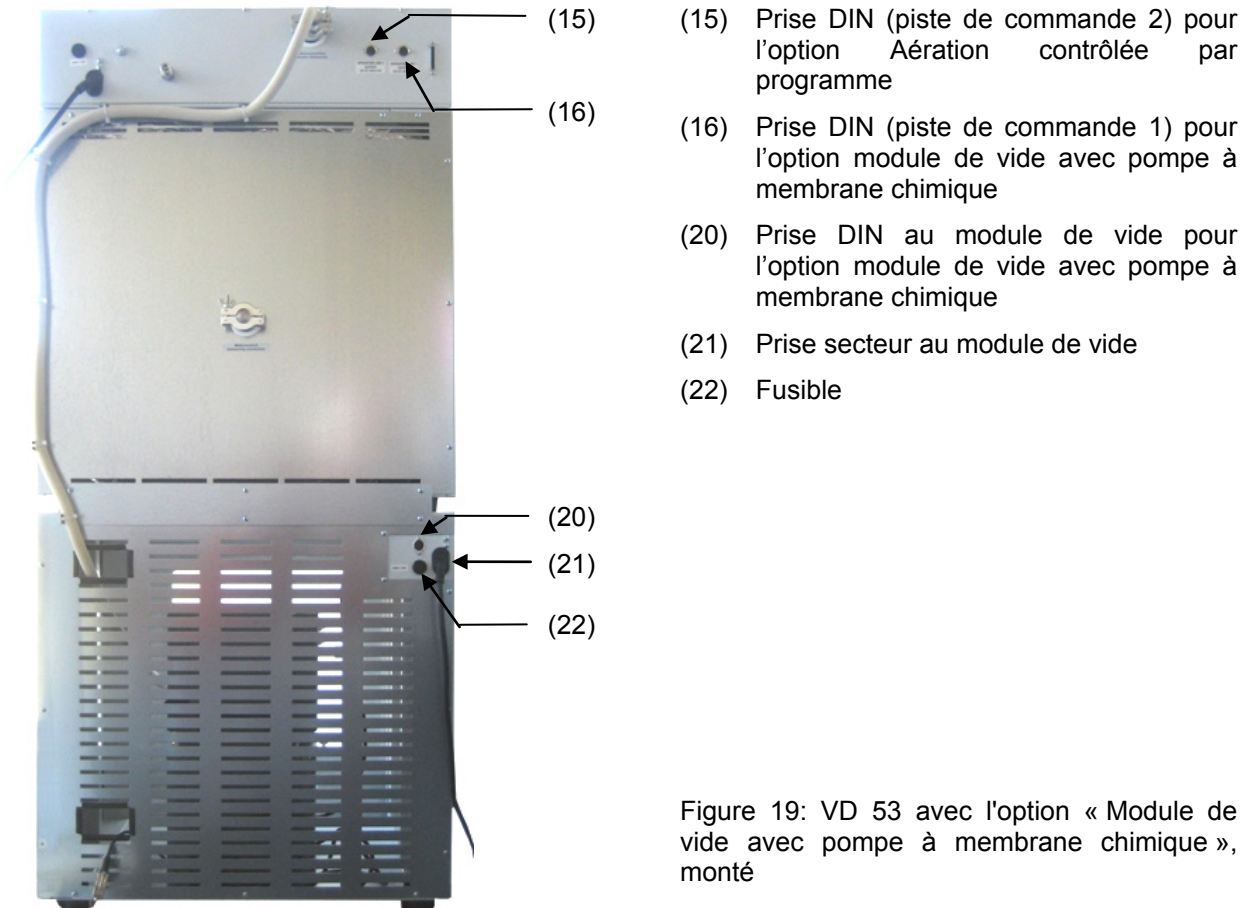 (15)
(16)
(20)
(21)
(22)
(15) Prise DIN (piste de commande 2) pour
l’option Aération contrôlée par
programme
(16) Prise DIN (piste de commande 1) pour
l’option module de vide avec pompe à
membrane chimique
(20) Prise DIN au module de vide pour
l’option module de vide avec pompe à
membrane chimique
(21) Prise secteur au module de vide
(22) Fusible
Figure 19: VD 53 avec l'option « Module de
vide avec pompe à membrane chimique »,
monté